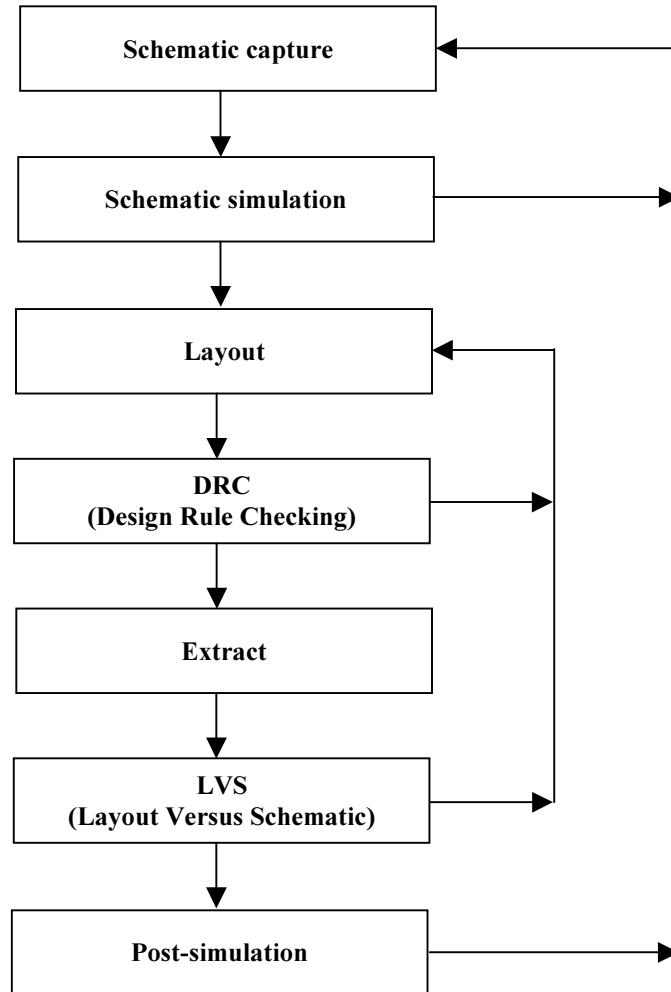 Schematic capture
Schematic simulation
Layout
DRC
(Design Rule Checking)
Extract
LVS
(Layout Versus Schematic)
Post-simulation